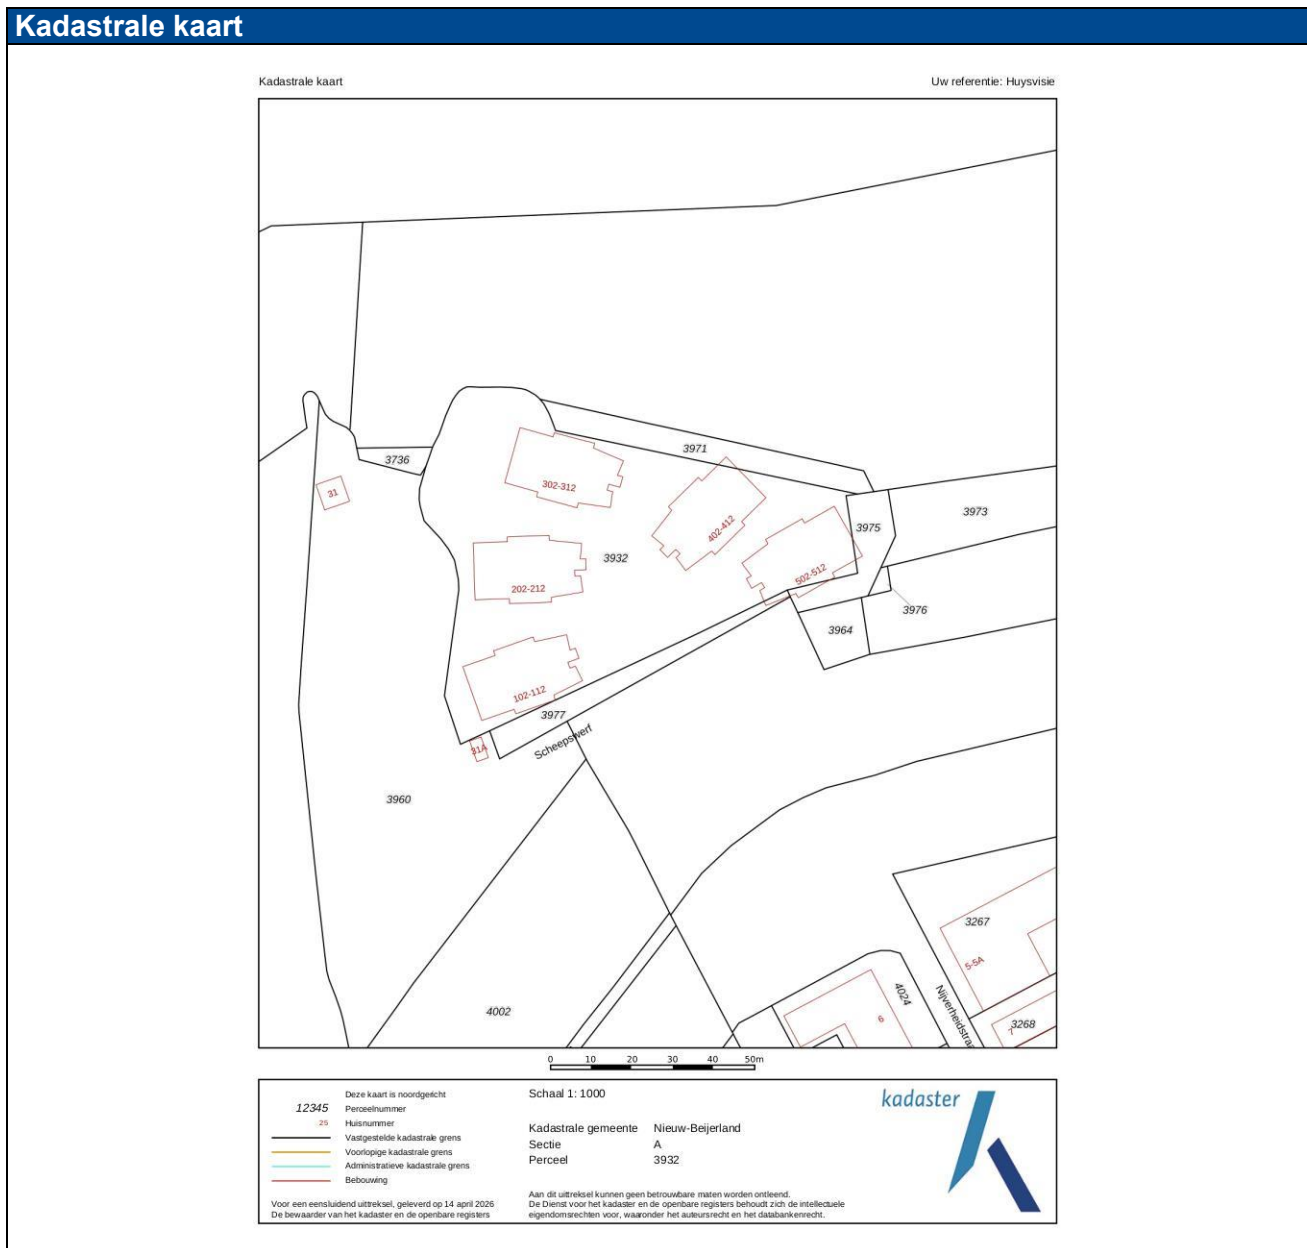 Kadastrale kaart
Kadastrale kaart
Uw referentie: Huysvisie
3971
3736
302-312
31
402-412
3975
3973
3932
502-512
202-212
3976
3964
102-112
3977
Scheepswerf
31A
3960
3267
5-5A
4024
Nijverheidstraa
6
4002
7
3268
0 10 20 30 40 50m
Deze kaart is noordgericht
12345 Perceelnummer
25 Huisnummer
Vastgestelde kadastrale grens
Voorlopige kadastrale grens
Administratieve kadastrale grens
Bebouwing
Voor een eensluidend uittreksel, geleverd op 14 april 2026
De bewaarder van het kadaster en de openbare registers
Schaal 1: 1000
Kadastrale gemeente Nieuw-Beijerland
Sectie A
Perceel 3932
Aan dit uittreksel kunnen geen betrouwbare maten worden ontleend.
De Dienst voor het kadaster en de openbare registers behoudt zich de intellectuele
eigendomsrechten voor, waaronder het auteursrecht en het databankenrecht.
kadaster